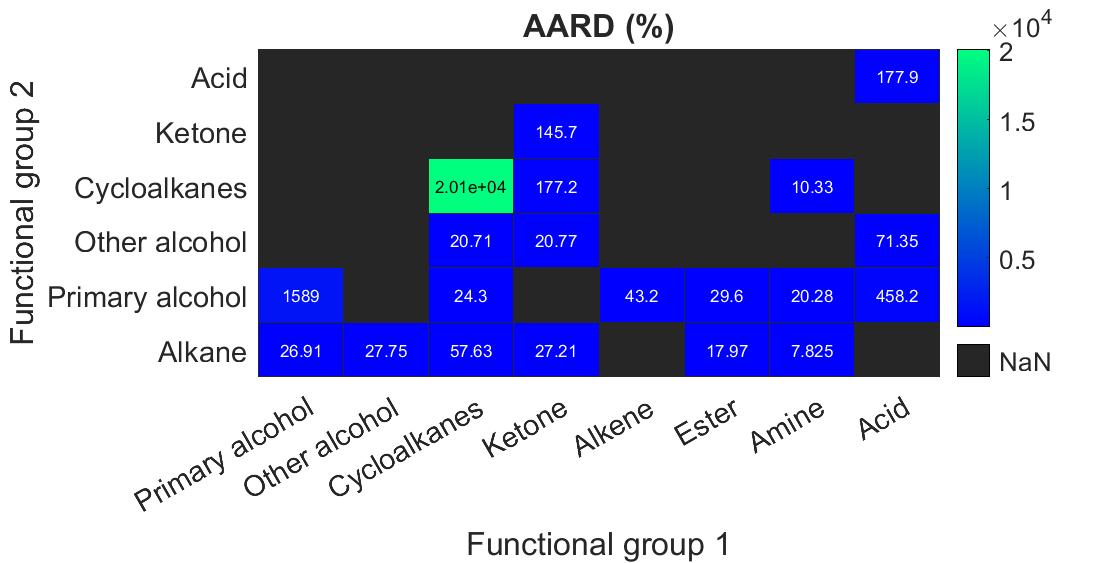 AARD (%)
×10⁴
Functional group 2
Acid
177.9
2
Ketone
145.7
1.5
Cycloalkanes
2.01e+04
177.2
10.33
1
Other alcohol
20.71
20.77
71.35
0.5
Primary alcohol
1589
24.3
43.2
29.6
20.28
458.2
Alkane
26.91
27.75
57.63
27.21
17.97
7.825
NaN
Primary alcohol
Other alcohol
Cycloalkanes
Ketone
Alkene
Ester
Amine
Acid
Functional group 1